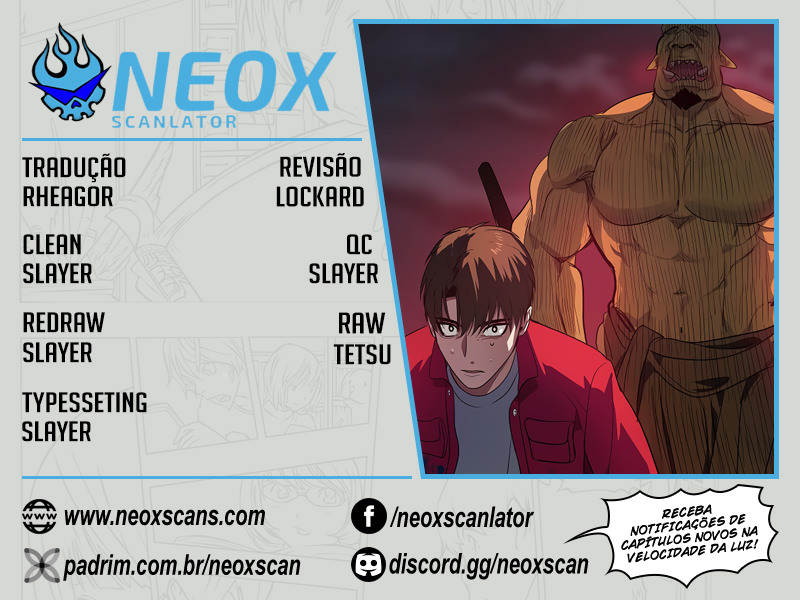 NEOX
SCANLATOR
TRADUÇÃO
RHEAGOR
REVISÃO
LOCKARD
CLEAN
SLAYER
QC
SLAYER
REDRAW
SLAYER
RAW
TETSU
TYPESSETING
SLAYER
www.neoxscans.com
/neoxscanlator
padrim.com.br/neoxscan
discord.gg/neoxscan
RECEBA
NOTIFICAÇÕES DE
CAPÍTULOS NOVOS NA
VELOCIDADE DA LUZ!